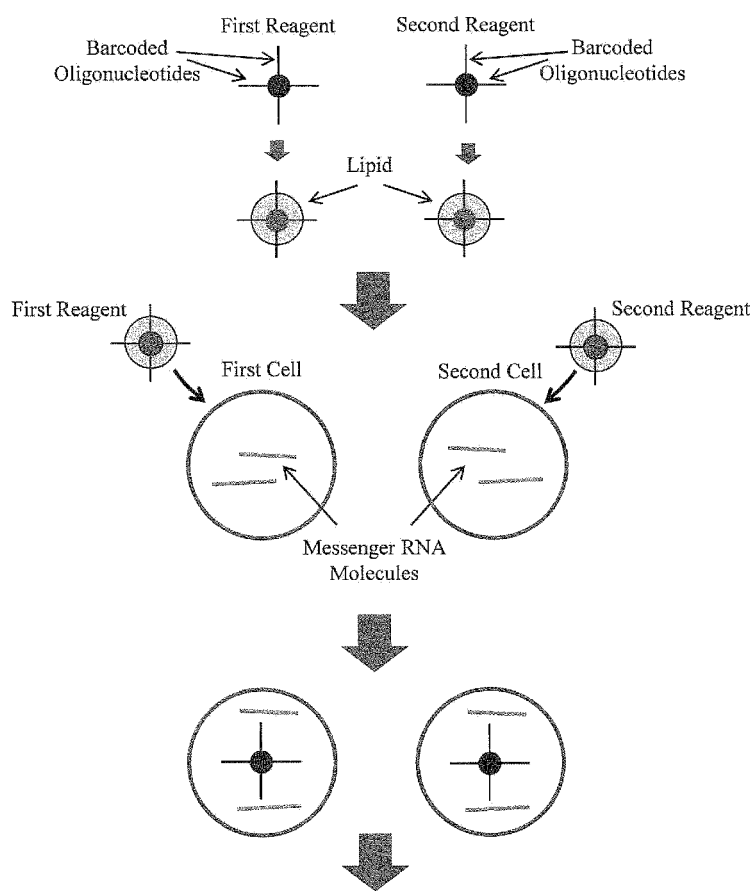 First Reagent
Second Reagent
Barcoded
Oligonucleotides
Barcoded
Oligonucleotides
Lipid
First Reagent
Second Reagent
First Cell
Second Cell
Messenger RNA
Molecules